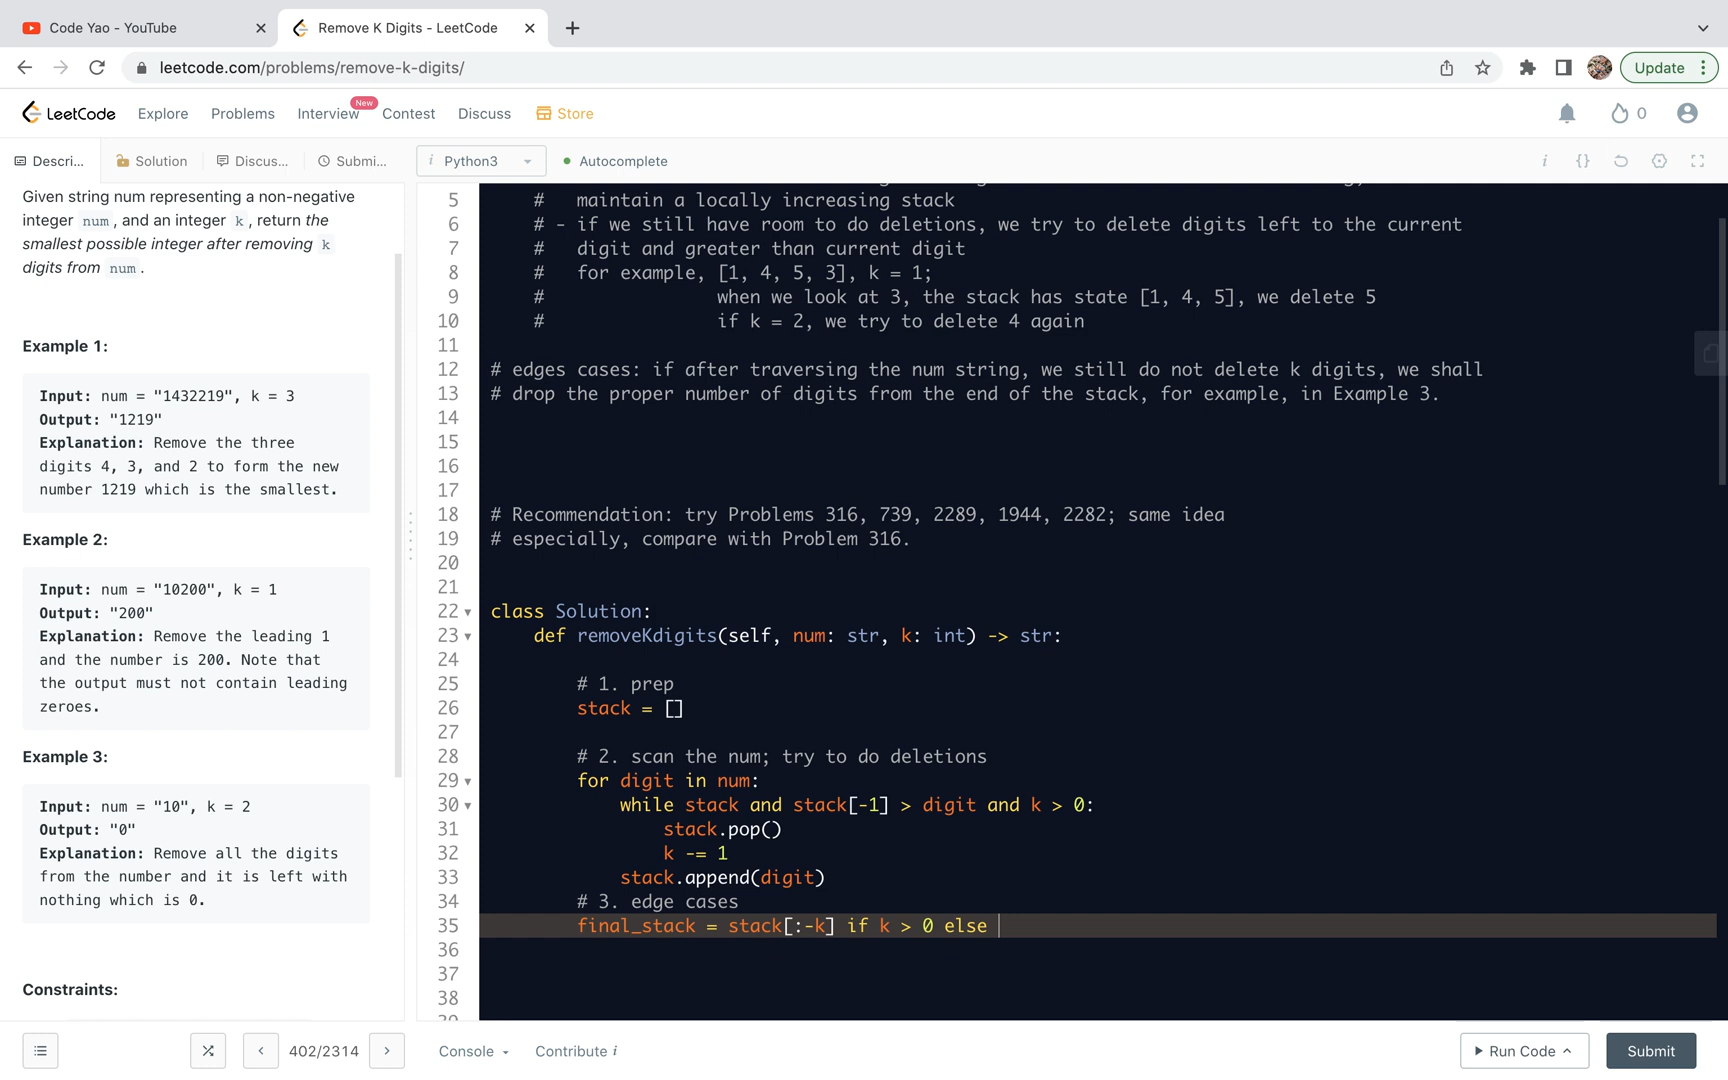 Code Yao - YouTube
Remove K Digits - LeetCode
leetcode.com/problems/remove-k-digits/
Update
LeetCode
Explore
Problems
Interview
New
Contest
Discuss
Store
0
Descri...
Solution
Discus...
Submi...
i Python3
Autocomplete
Given string num representing a non-negative
integer num, and an integer k, return the
smallest possible integer after removing k
digits from num.
Example 1:
Input: num = "1432219", k = 3
Output: "1219"
Explanation: Remove the three
digits 4, 3, and 2 to form the new
number 1219 which is the smallest.
Example 2:
Input: num = "10200", k = 1
Output: "200"
Explanation: Remove the leading 1
and the number is 200. Note that
the output must not contain leading
zeroes.
Example 3:
Input: num = "10", k = 2
Output: "0"
Explanation: Remove all the digits
from the number and it is left with
nothing which is 0.
Constraints:
5 # maintain a locally increasing stack
6 # - if we still have room to do deletions, we try to delete digits left to the current
7 # digit and greater than current digit
8 # for example, [1, 4, 5, 3], k = 1;
9 # when we look at 3, the stack has state [1, 4, 5], we delete 5
10 # if k = 2, we try to delete 4 again
11
12 # edges cases: if after traversing the num string, we still do not delete k digits, we shall
13 # drop the proper number of digits from the end of the stack, for example, in Example 3.
14
15
16
17
18 # Recommendation: try Problems 316, 739, 2289, 1944, 2282; same idea
19 # especially, compare with Problem 316.
20
21
22 class Solution:
23 def removeKdigits(self, num: str, k: int) -> str:
24
25 # 1. prep
26 stack = []
27
28 # 2. scan the num; try to do deletions
29 for digit in num:
30 while stack and stack[-1] > digit and k > 0:
31 stack.pop()
32 k -= 1
33 stack.append(digit)
34 # 3. edge cases
35 final_stack = stack[:-k] if k > 0 else
36
37
38
402/2314
Console
Contribute i
Run Code
Submit